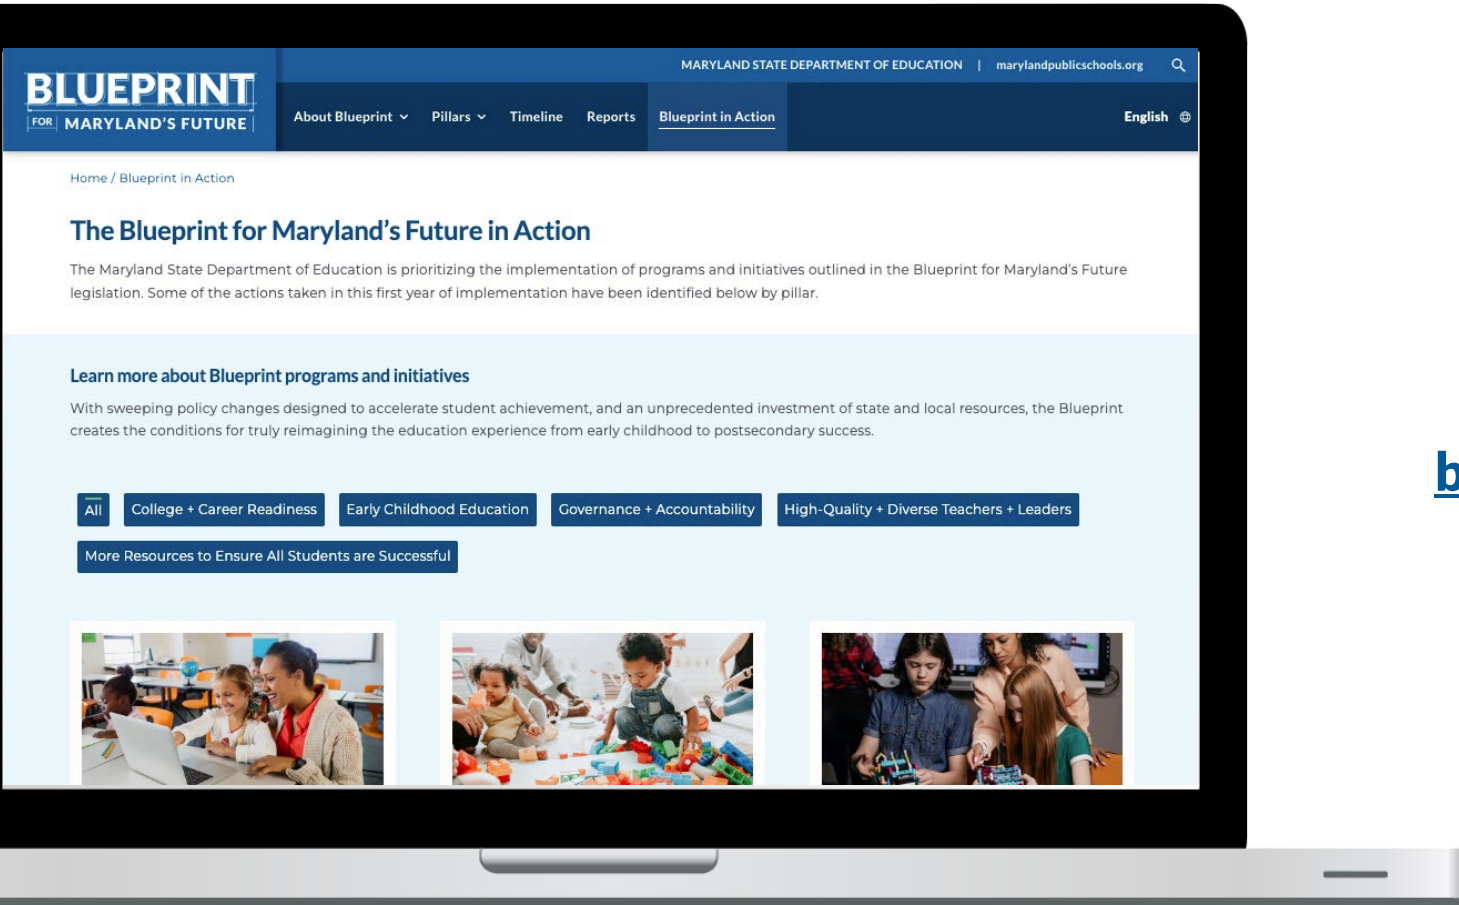 MARYLAND STATE DEPARTMENT OF EDUCATION | marylandpublicschools.org
BLUEPRINT
FOR MARYLAND'S FUTURE
About Blueprint Pillars Timeline Reports Blueprint in Action English
Home / Blueprint in Action
The Blueprint for Maryland's Future in Action
The Maryland State Department of Education is prioritizing the implementation of programs and initiatives outlined in the Blueprint for Maryland's Future
legislation. Some of the actions taken in this first year of implementation have been identified below by pillar.
Learn more about Blueprint programs and initiatives
With sweeping policy changes designed to accelerate student achievement, and an unprecedented investment of state and local resources, the Blueprint
creates the conditions for truly reimagining the education experience from early childhood to postsecondary success.
All College + Career Readiness Early Childhood Education Governance + Accountability High-Quality + Diverse Teachers + Leaders
More Resources to Ensure All Students are Successful